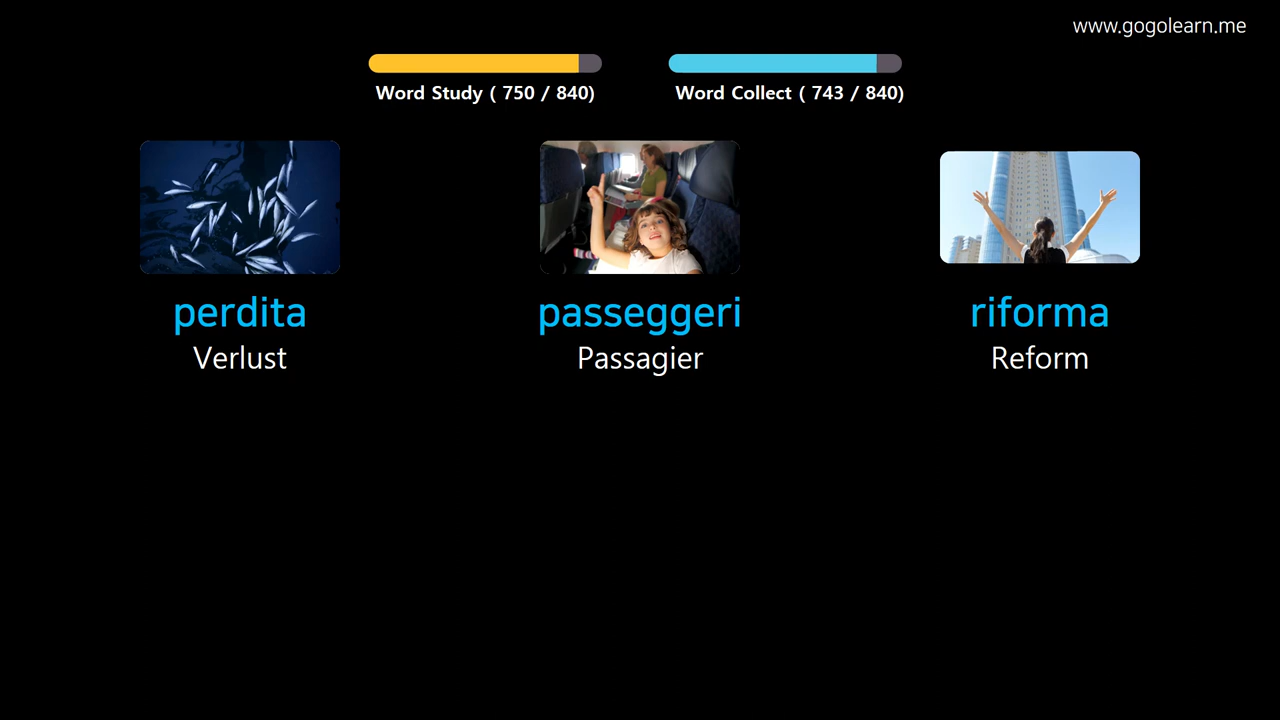 www.gogolearn.me
Word Study ( 750 / 840)
Word Collect ( 743 / 840)
perdita
Verlust
passeggeri
Passagier
riforma
Reform